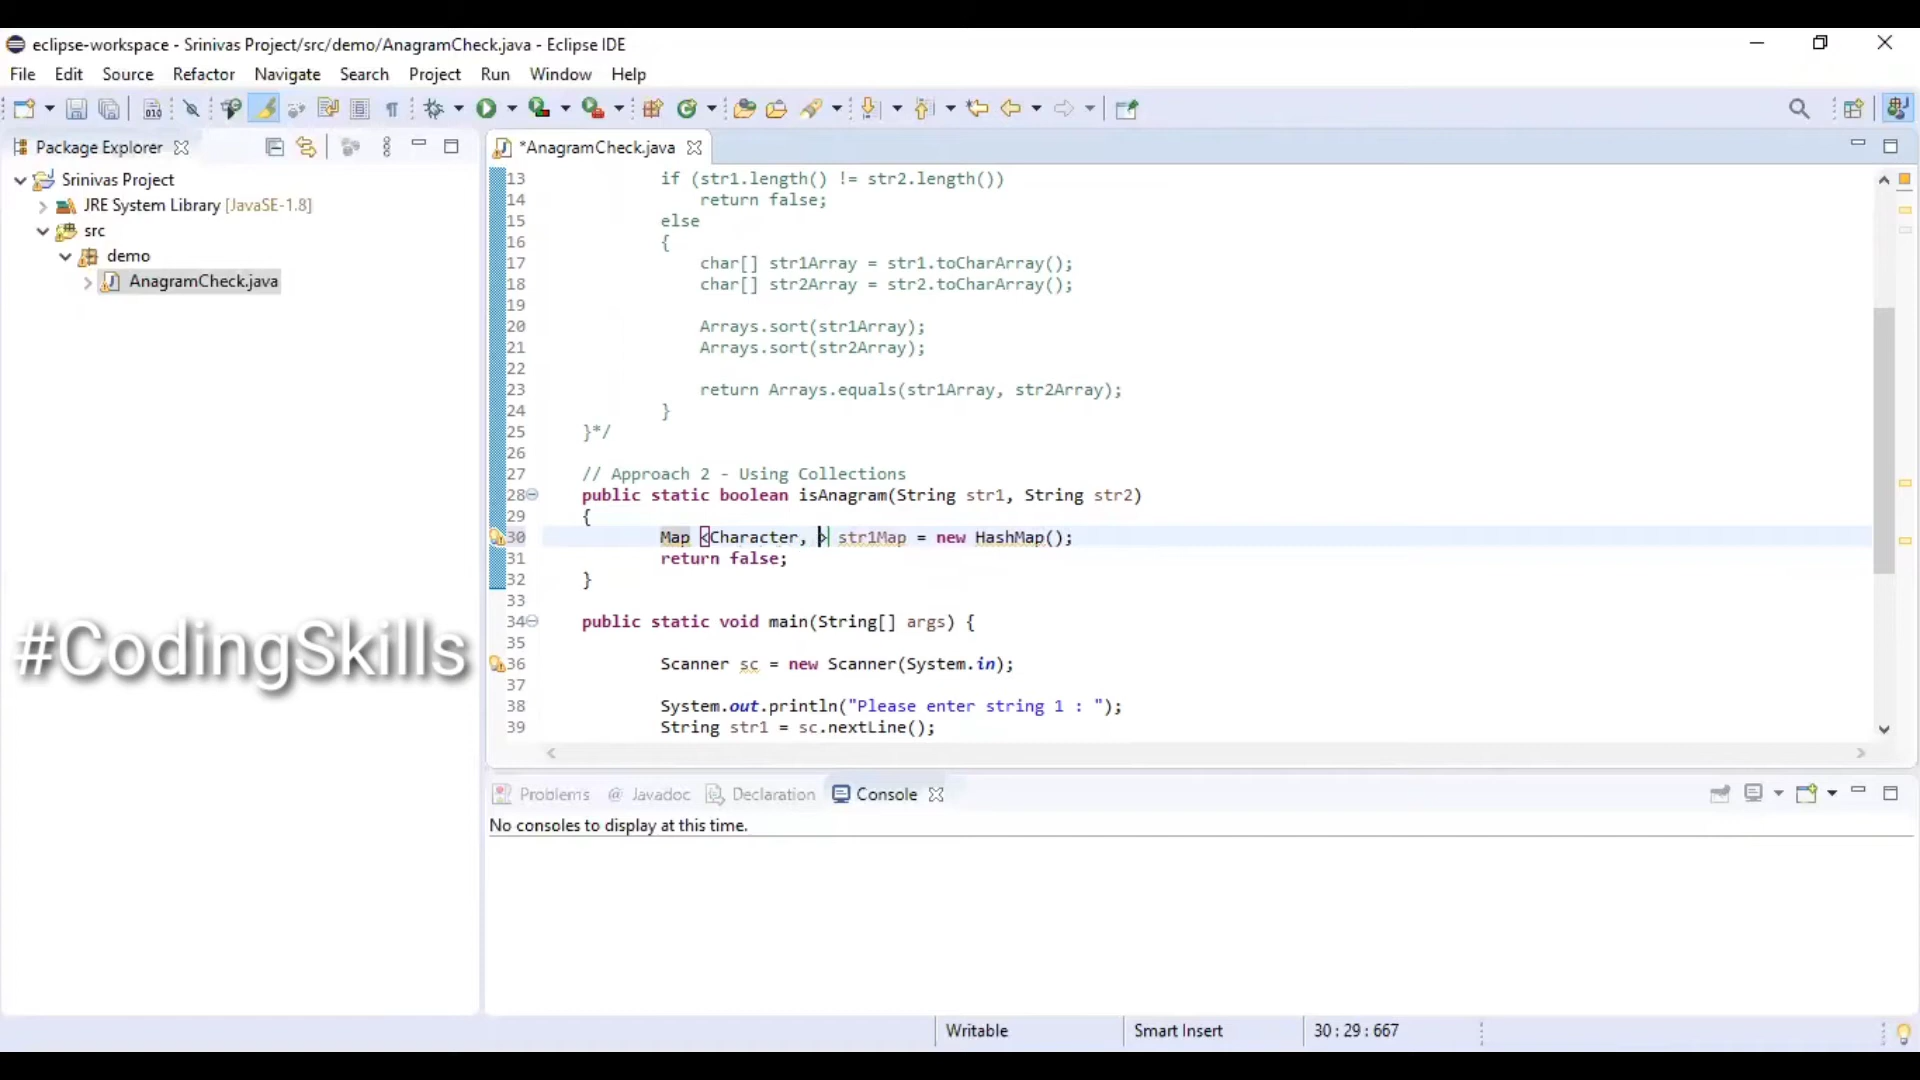 eclipse-workspace - Srinivas Project/src/demo/AnagramCheck.java - Eclipse IDE
File Edit Source Refactor Navigate Search Project Run Window Help
Package Explorer
Srinivas Project
JRE System Library [JavaSE-1.8]
src
demo
AnagramCheck.java
#CodingSkills
*AnagramCheck.java
13 if (str1.length() != str2.length())
14 return false;
15 else
16 {
17 char[] str1Array = str1.toCharArray();
18 char[] str2Array = str2.toCharArray();
19
20 Arrays.sort(str1Array);
21 Arrays.sort(str2Array);
22
23 return Arrays.equals(str1Array, str2Array);
24 }
25 }*/
26
27 // Approach 2 - Using Collections
28 public static boolean isAnagram(String str1, String str2)
29 {
30 Map <Character, > str1Map = new HashMap();
31 return false;
32 }
33
34 public static void main(String[] args) {
35
36 Scanner sc = new Scanner(System.in);
37
38 System.out.println("Please enter string 1 : ");
39 String str1 = sc.nextLine();
Problems @ Javadoc Declaration Console
No consoles to display at this time.
Writable Smart Insert 30 : 29 : 667